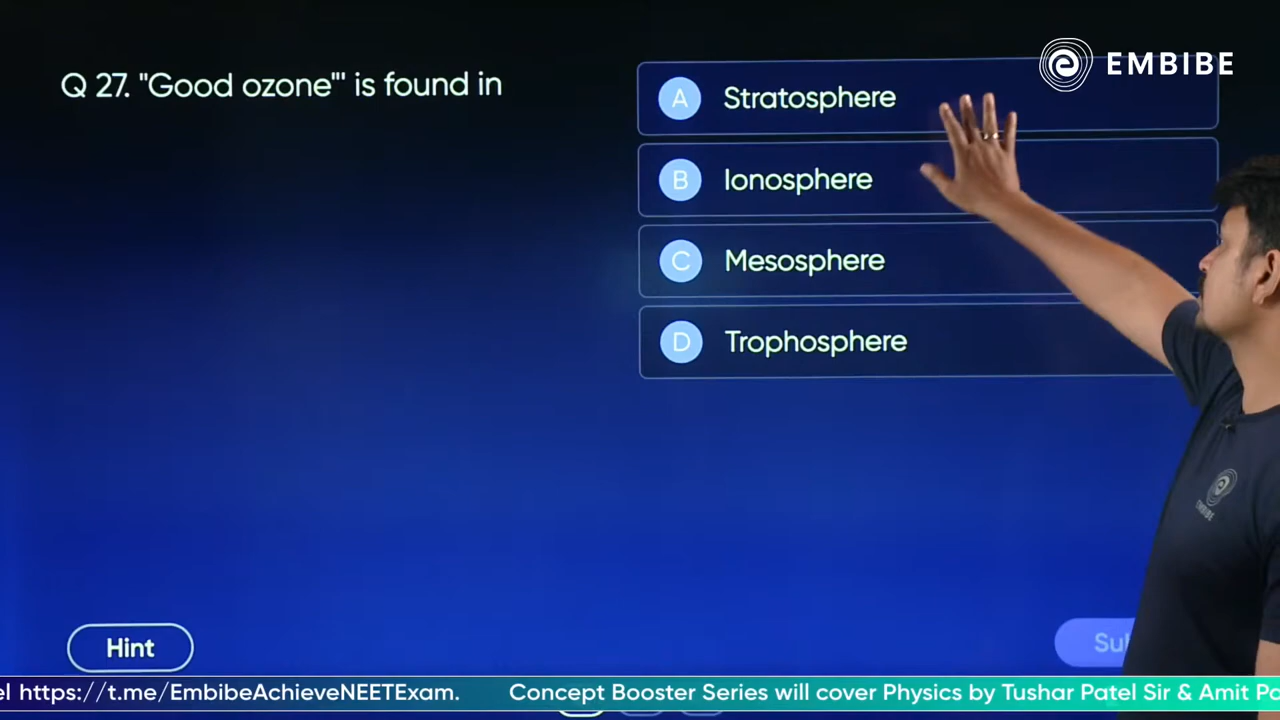 EMBIBE
Q 27. "Good ozone"' is found in
A Stratosphere
B Ionosphere
C Mesosphere
D Trophosphere
EMBIBE
Hint
https://t.me/EmbibeAchieveNEETExam. Concept Booster Series will cover Physics by Tushar Patel Sir & Amit